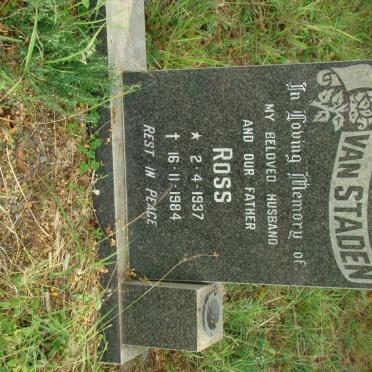 VAN STADEN
In Loving Memory of
MY BELOVED HUSBAND
AND OUR FATHER
ROSS
★ 2·4·1937
† 16·11·1984
REST IN PEACE